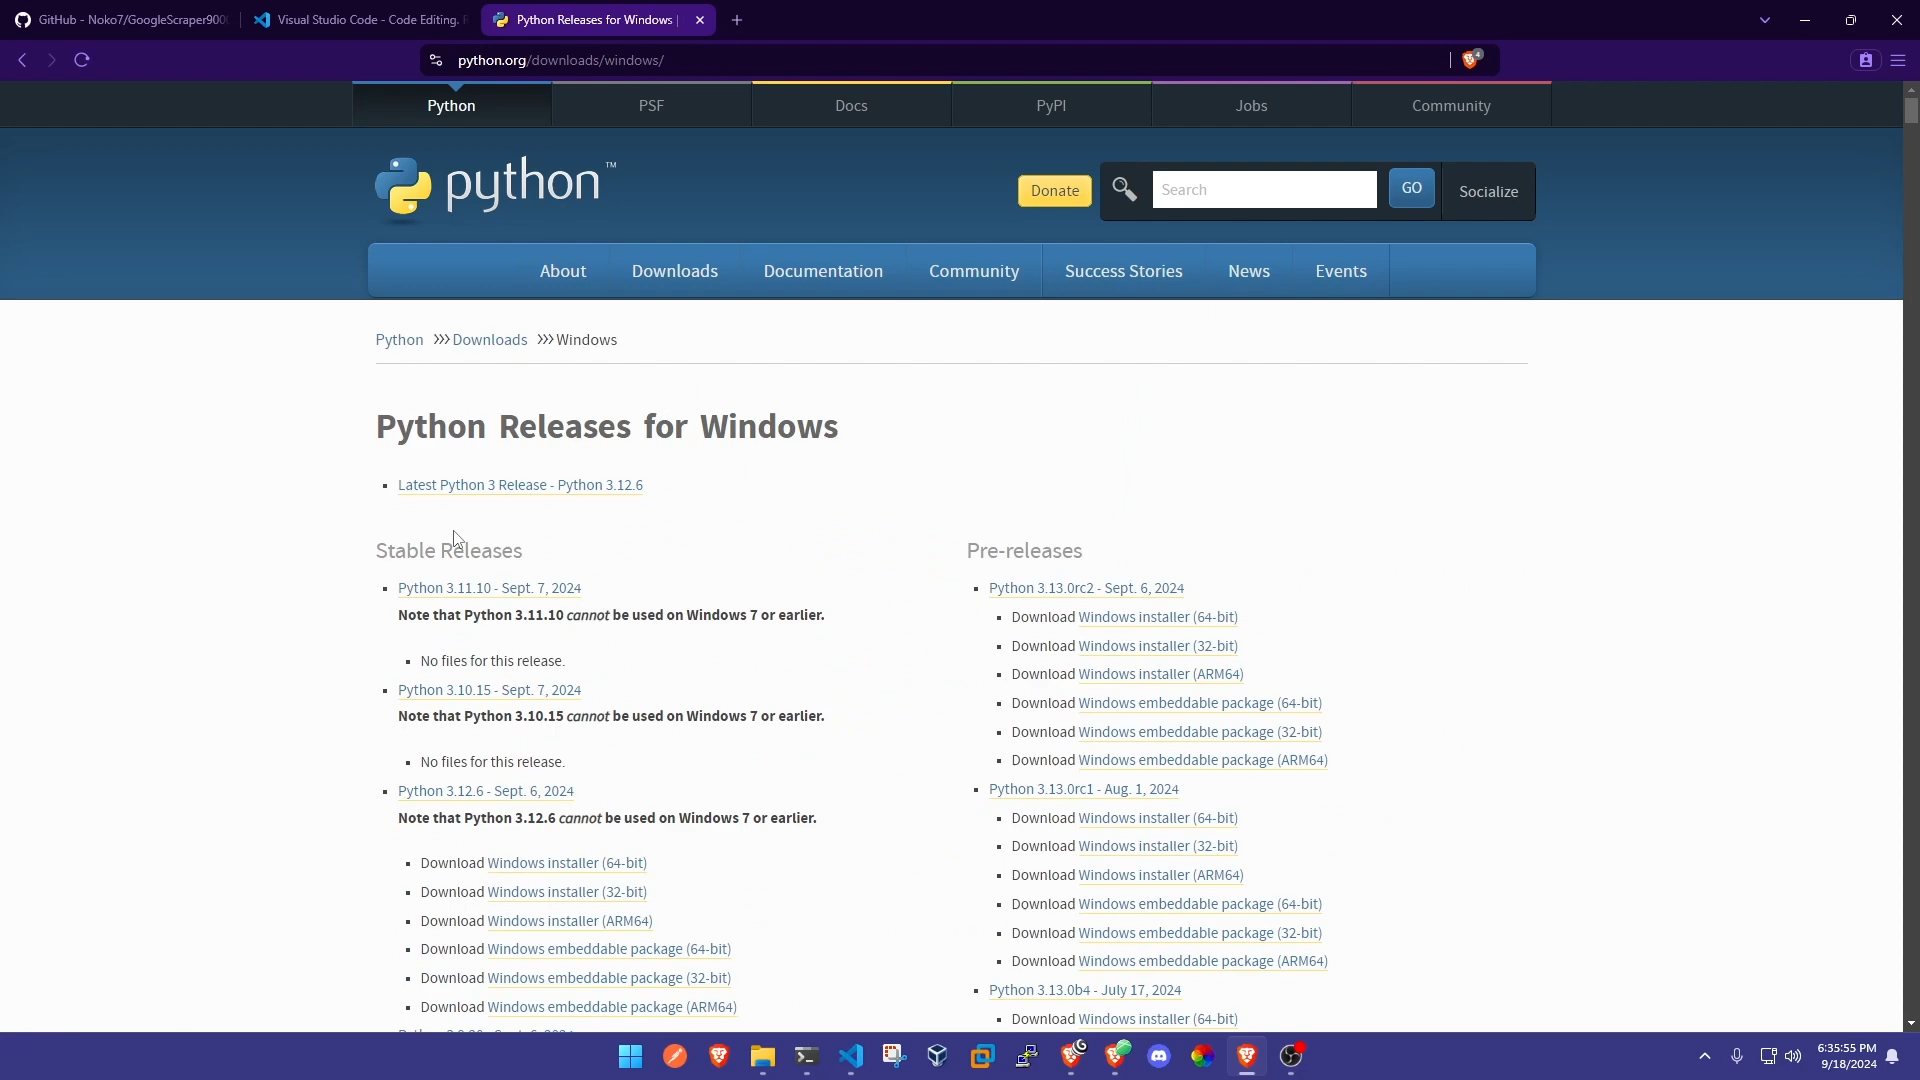 GitHub - Noko7/GoogleScraper900
Visual Studio Code - Code Editing.
Python Releases for Windows |
python.org/downloads/windows/
4
Python
PSF
Docs
PyPI
Jobs
Community
python™
Donate
Search
GO
Socialize
About
Downloads
Documentation
Community
Success Stories
News
Events
Python >>> Downloads >>> Windows
Python Releases for Windows
Latest Python 3 Release - Python 3.12.6
Stable Releases
Python 3.11.10 - Sept. 7, 2024
Note that Python 3.11.10 cannot be used on Windows 7 or earlier.
No files for this release.
Python 3.10.15 - Sept. 7, 2024
Note that Python 3.10.15 cannot be used on Windows 7 or earlier.
No files for this release.
Python 3.12.6 - Sept. 6, 2024
Note that Python 3.12.6 cannot be used on Windows 7 or earlier.
Download Windows installer (64-bit)
Download Windows installer (32-bit)
Download Windows installer (ARM64)
Download Windows embeddable package (64-bit)
Download Windows embeddable package (32-bit)
Download Windows embeddable package (ARM64)
Pre-releases
Python 3.13.0rc2 - Sept. 6, 2024
Download Windows installer (64-bit)
Download Windows installer (32-bit)
Download Windows installer (ARM64)
Download Windows embeddable package (64-bit)
Download Windows embeddable package (32-bit)
Download Windows embeddable package (ARM64)
Python 3.13.0rc1 - Aug. 1, 2024
Download Windows installer (64-bit)
Download Windows installer (32-bit)
Download Windows installer (ARM64)
Download Windows embeddable package (64-bit)
Download Windows embeddable package (32-bit)
Download Windows embeddable package (ARM64)
Python 3.13.0b4 - July 17, 2024
Download Windows installer (64-bit)
6:35:55 PM
9/18/2024